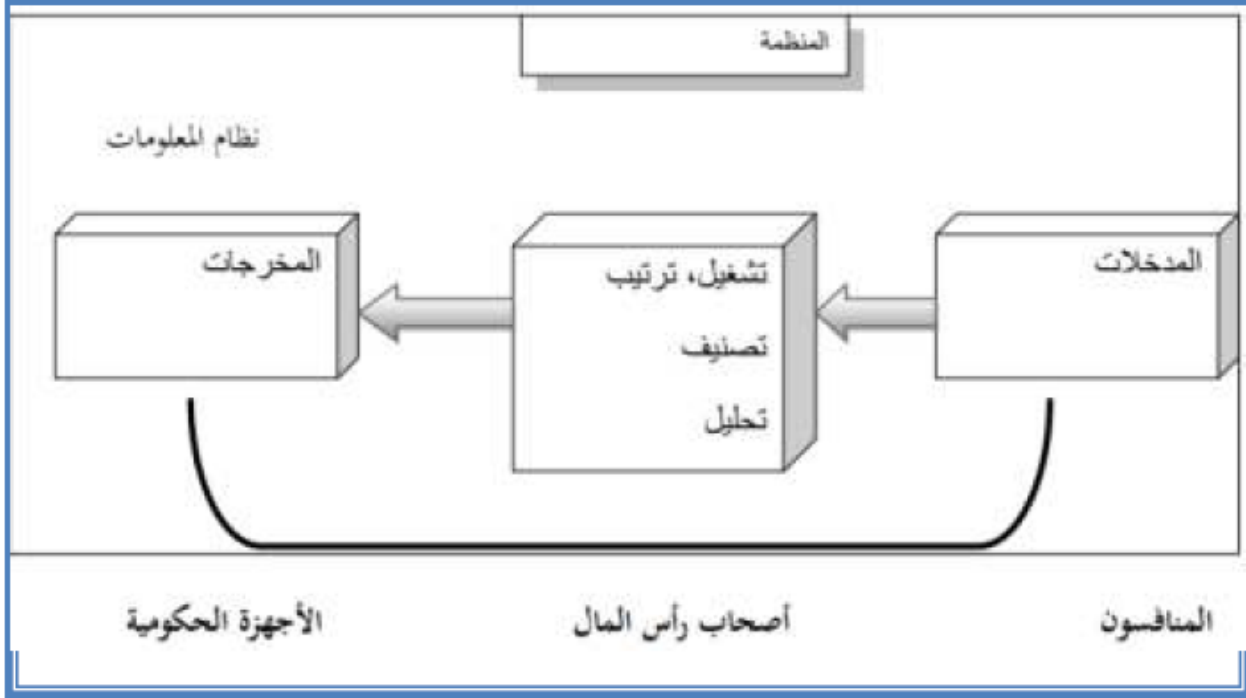 المنظمة
نظام المعلومات
المدخلات
تشغيل، ترتيب
تصنيف
تحليل
المخرجات
المنافسون
أصحاب رأس المال
الأجهزة الحكومية